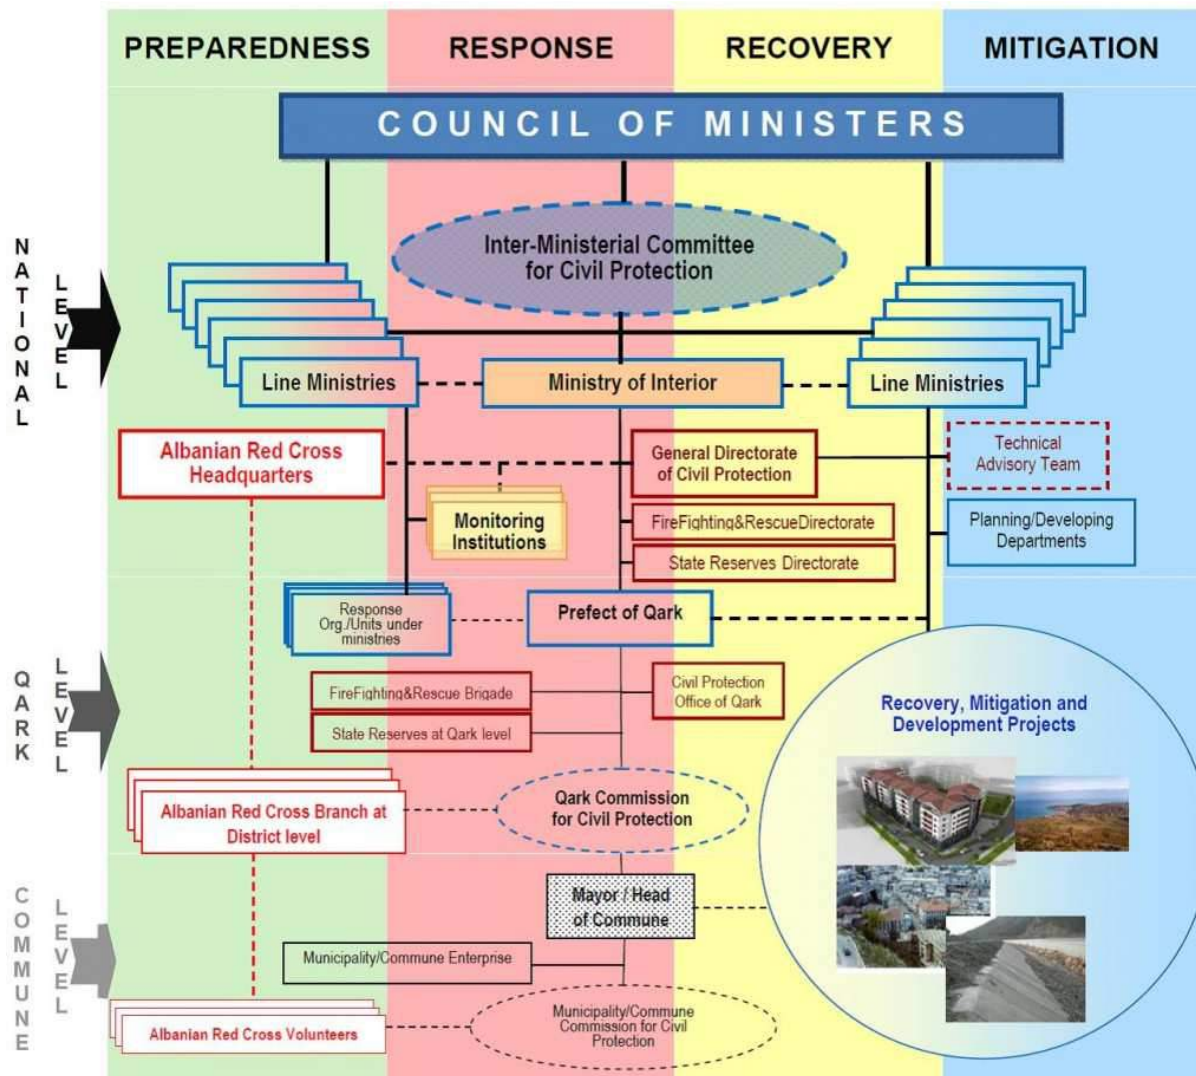 PREPAREDNESS
RESPONSE
RECOVERY
MITIGATION
COUNCIL OF MINISTERS
NATIONAL
LEVEL
Inter-Ministerial Committee
for Civil Protection
Line Ministries
Ministry of Interior
Line Ministries
Albanian Red Cross
Headquarters
General Directorate
of Civil Protection
Technical
Advisory Team
Monitoring
Institutions
FireFighting&RescueDirectorate
State Reserves Directorate
Planning/Developing
Departments
QARK
LEVEL
Response
Org./Units under
ministries
Prefect of Qark
FireFighting&Rescue Brigade
State Reserves at Qark level
Civil Protection
Office of Qark
Recovery, Mitigation and
Development Projects
Albanian Red Cross Branch at
District level
Qark Commission
for Civil Protection
COMMUNE
LEVEL
Mayor / Head
of Commune
Municipality/Commune Enterprise
Albanian Red Cross Volunteers
Municipality/Commune
Commission for Civil
Protection